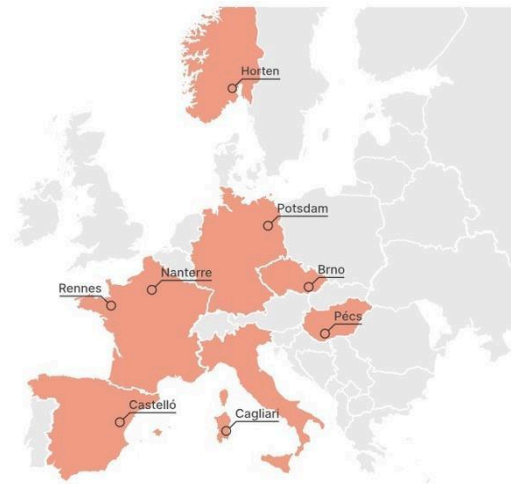 Horten
Potsdam
Nanterre
Brno
Rennes
Pécs
Castelló
Cagliari